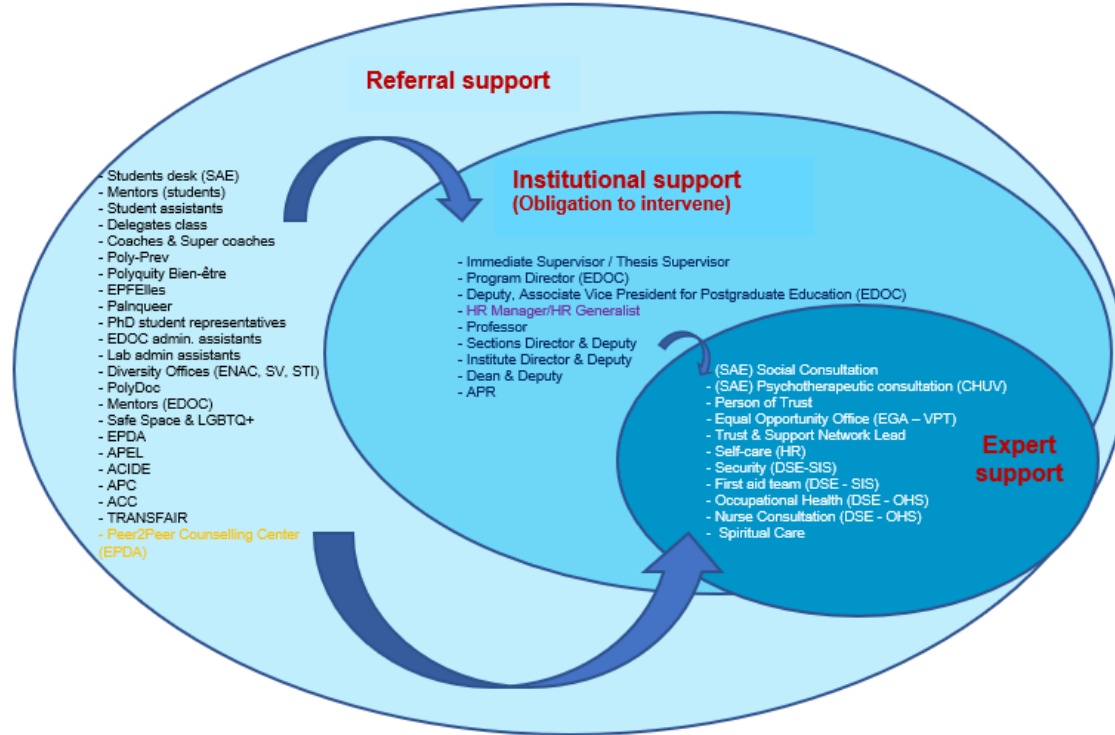 Referral support
- Students desk (SAE)
- Mentors (students)
- Student assistants
- Delegates class
- Coaches & Super coaches
- Poly-Prev
- Polyquity Bien-être
- EPFElles
- Palnqueer
- PhD student representatives
- EDOC admin. assistants
- Lab admin assistants
- Diversity Offices (ENAC, SV, STI)
- PolyDoc
- Mentors (EDOC)
- Safe Space & LGBTQ+
- EPDA
- APEL
- ACIDE
- APC
- ACC
- TRANSFAIR
- Peer2Peer Counselling Center
(EPDA)
Institutional support
(Obligation to intervene)
- Immediate Supervisor / Thesis Supervisor
- Program Director (EDOC)
- Deputy, Associate Vice President for Postgraduate Education (EDOC)
- HR Manager/HR Generalist
- Professor
- Sections Director & Deputy
- Institute Director & Deputy
- Dean & Deputy
- APR
Expert
support
- (SAE) Social Consultation
- (SAE) Psychotherapeutic consultation (CHUV)
- Person of Trust
- Equal Opportunity Office (EGA – VPT)
- Trust & Support Network Lead
- Self-care (HR)
- Security (DSE-SIS)
- First aid team (DSE - SIS)
- Occupational Health (DSE - OHS)
- Nurse Consultation (DSE - OHS)
- Spiritual Care